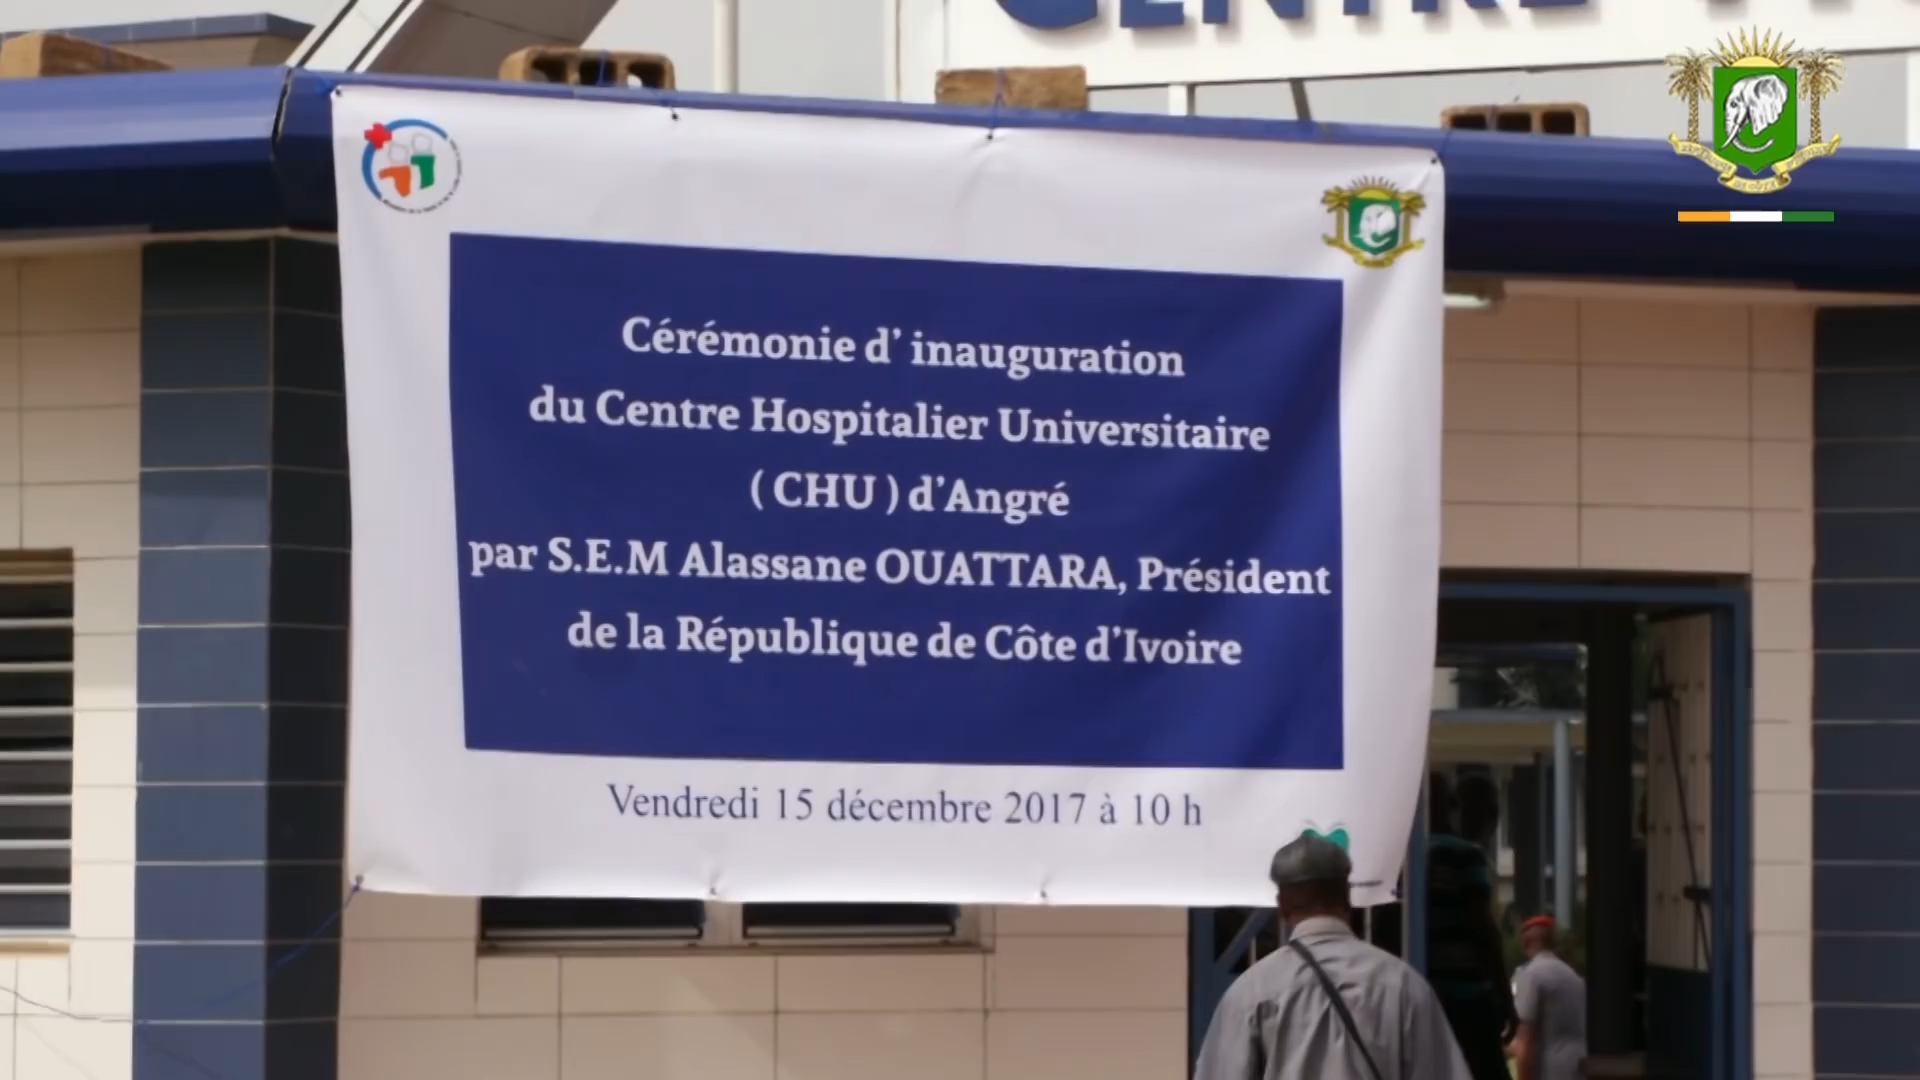 CENTRE
Cérémonie d' inauguration
du Centre Hospitalier Universitaire
( CHU ) d'Angré
par S.E.M Alassane OUATTARA, Président
de la République de Côte d'Ivoire
Vendredi 15 décembre 2017 à 10 h